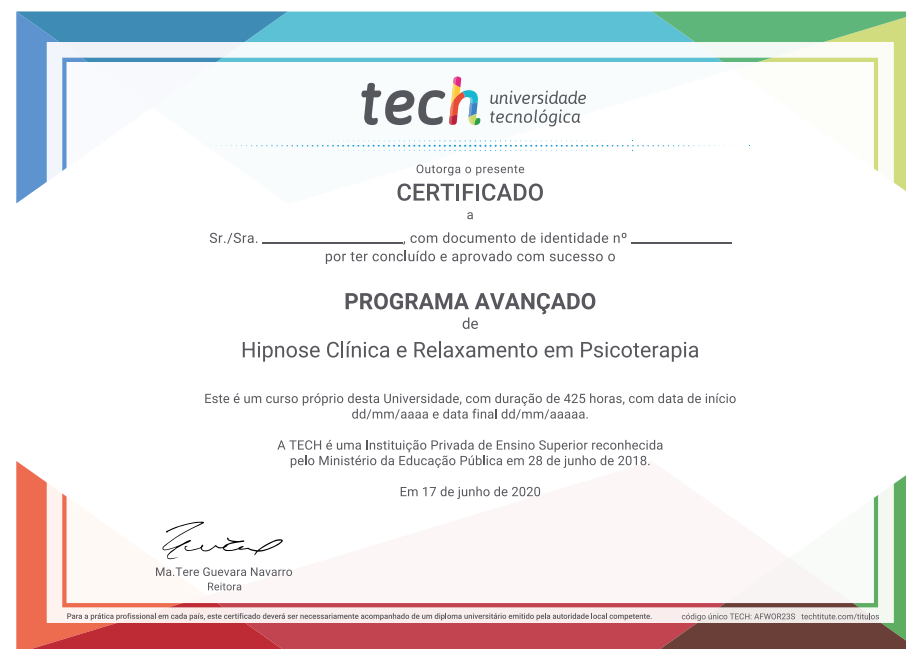 tech universidade
tecnológica
Outorga o presente
CERTIFICADO
a
Sr./Sra. ________________, com documento de identidade nº ____________
por ter concluído e aprovado com sucesso o
PROGRAMA AVANÇADO
de
Hipnose Clínica e Relaxamento em Psicoterapia
Este é um curso próprio desta Universidade, com duração de 425 horas, com data de início
dd/mm/aaaa e data final dd/mm/aaaaa.
A TECH é uma Instituição Privada de Ensino Superior reconhecida
pelo Ministério da Educação Pública em 28 de junho de 2018.
Em 17 de junho de 2020
Ma.Tere Guevara Navarro
Reitora
Para a prática profissional em cada país, este certificado deverá ser necessariamente acompanhado de um diploma universitário emitido pela autoridade local competente. código único TECH: AFWOR23S techtitute.com/titulos